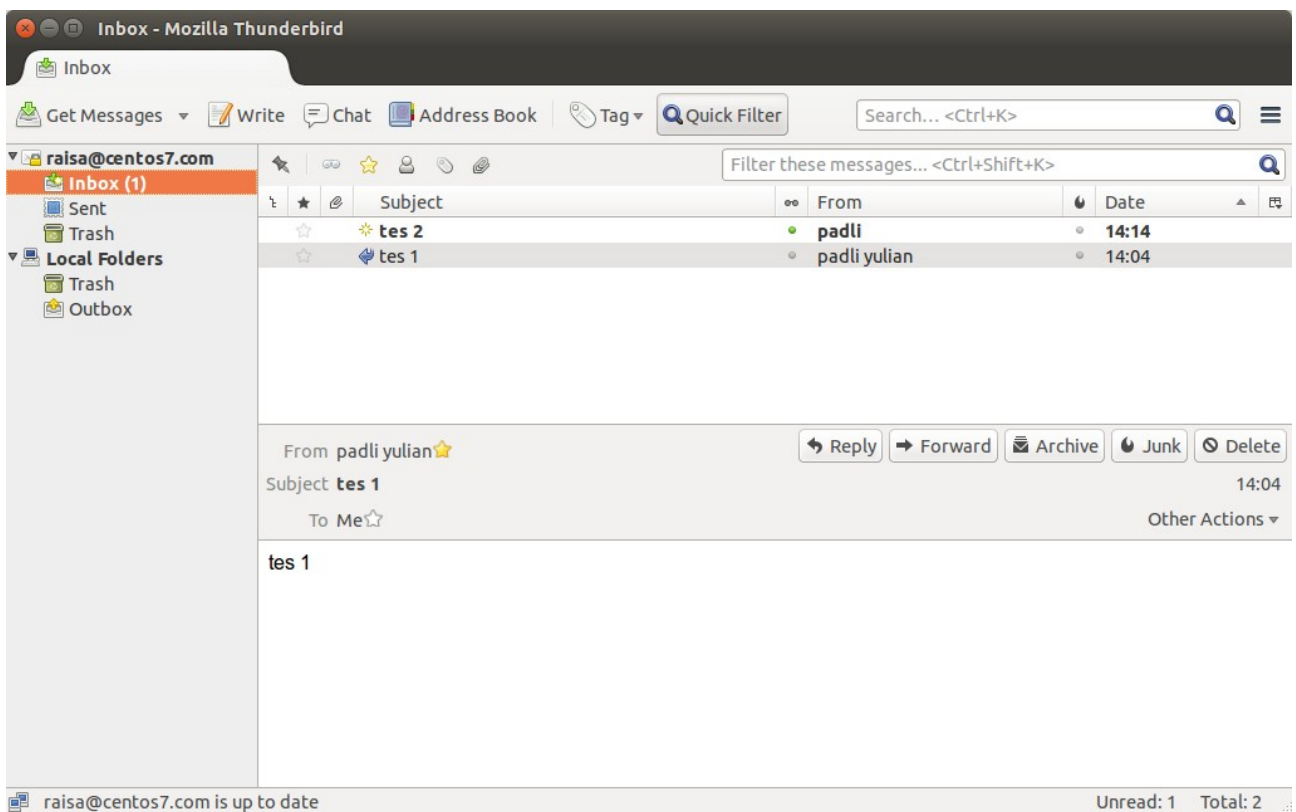 Inbox - Mozilla Thunderbird
Inbox
Get Messages Write Chat Address Book Tag Quick Filter Search... <Ctrl+K>
raisa@centos7.com
Inbox (1)
Sent
Trash
Local Folders
Trash
Outbox
Filter these messages... <Ctrl+Shift+K>
Subject From Date
tes 2 padli 14:14
tes 1 padli yulian 14:04
From padli yulian Reply Forward Archive Junk Delete
Subject tes 1 14:04
To Me Other Actions
tes 1
raisa@centos7.com is up to date Unread: 1 Total: 2